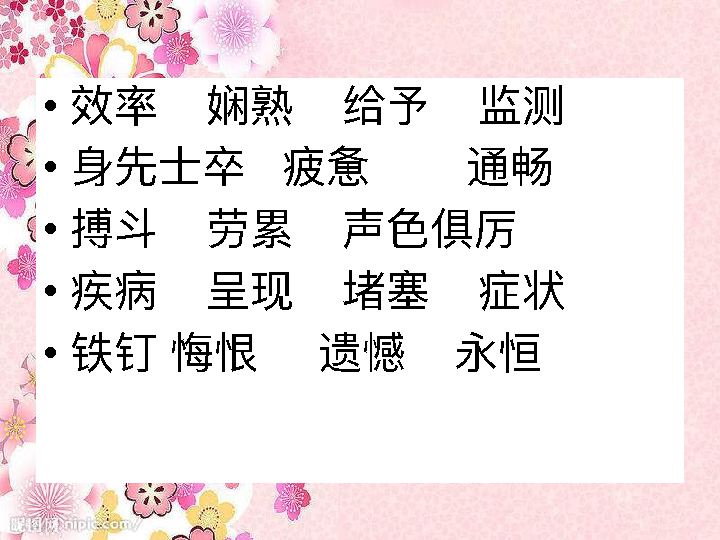 • 效率 娴熟 给予 监测
• 身先士卒 疲惫 通畅
• 搏斗 劳累 声色俱厉
• 疾病 呈现 堵塞 症状
• 铁钉 悔恨 遗憾 永恒
昵图网 nipic.com/